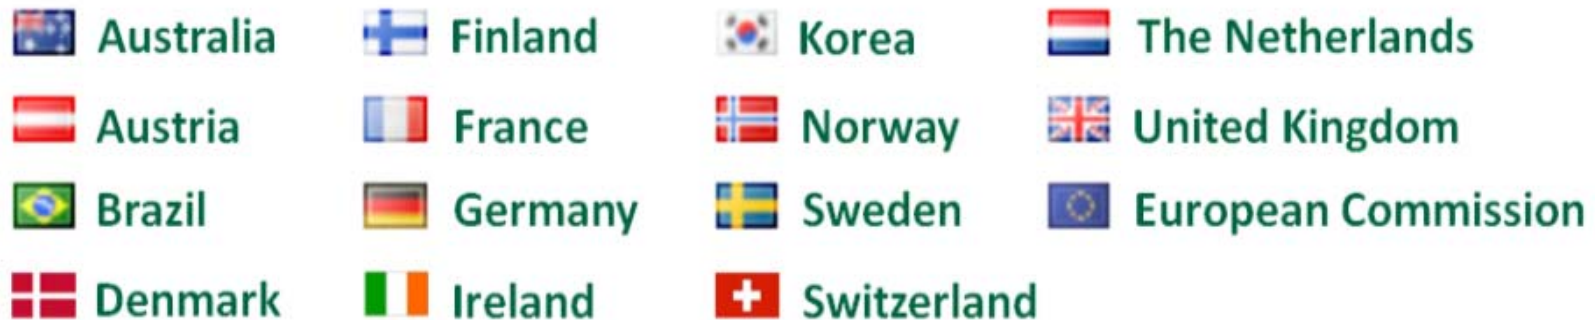 Australia
Finland
Korea
The Netherlands
Austria
France
Norway
United Kingdom
Brazil
Germany
Sweden
European Commission
Denmark
Ireland
Switzerland